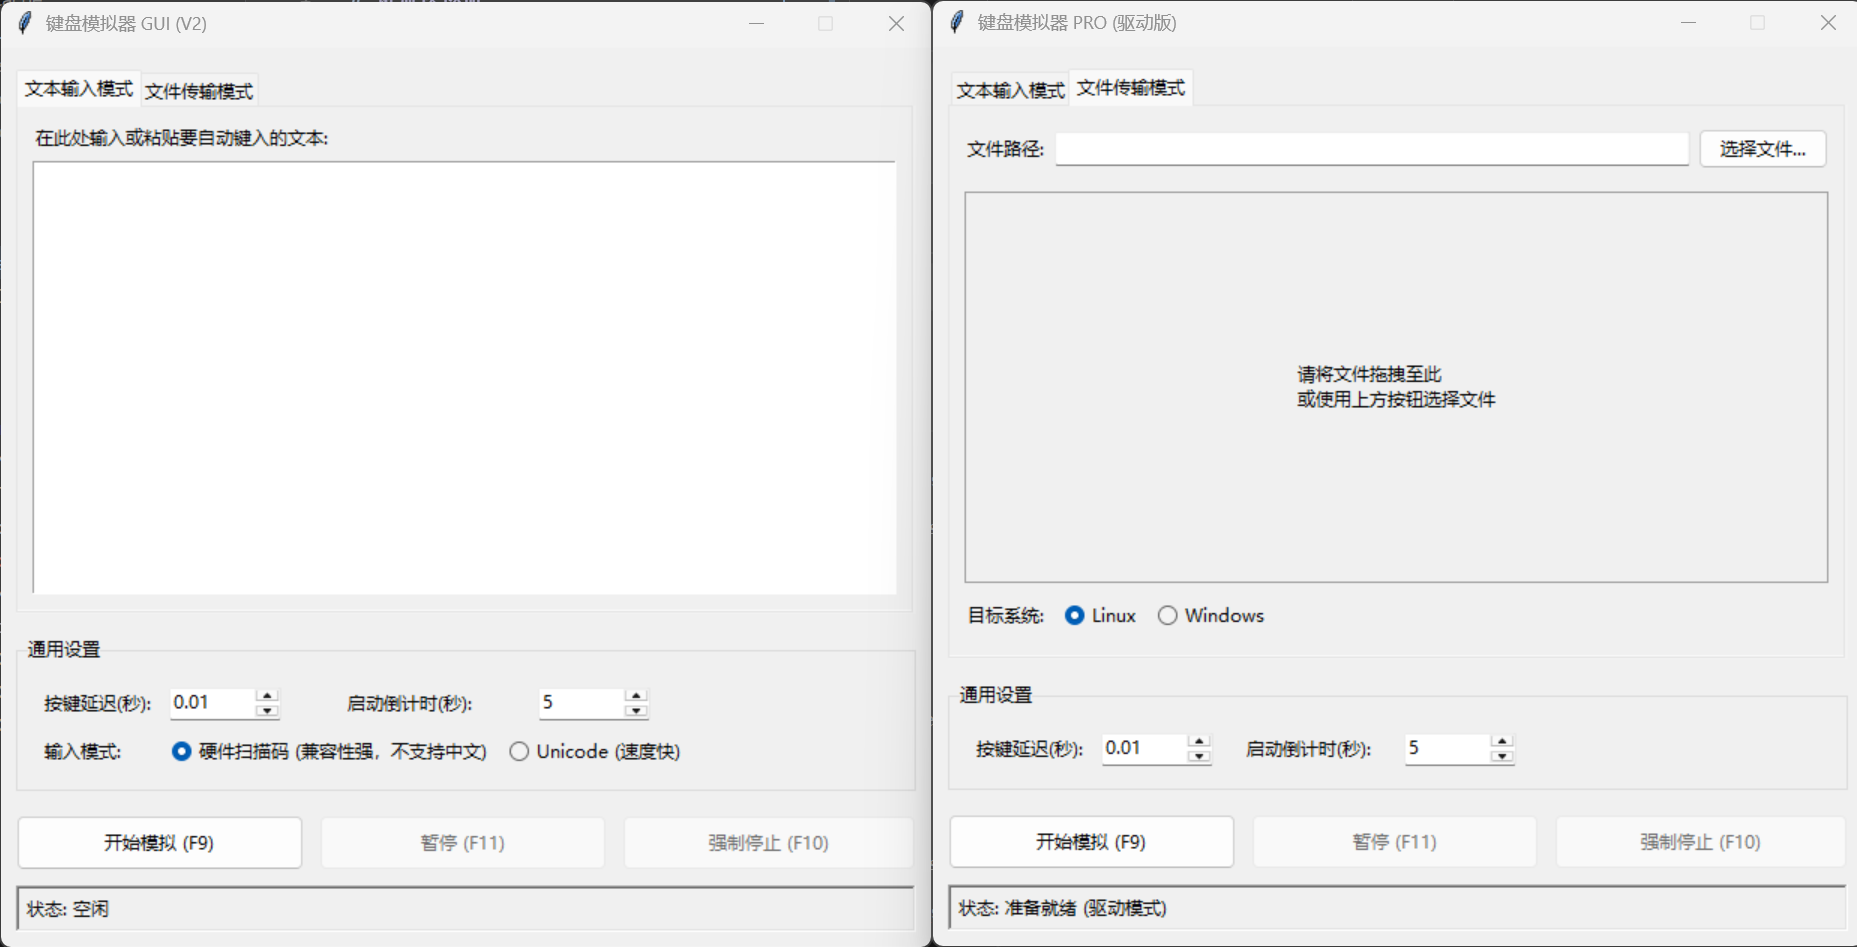 键盘模拟器 GUI (V2)
文本输入模式 文件传输模式
在此处输入或粘贴要自动键入的文本:
通用设置
按键延迟(秒): 0.01 启动倒计时(秒): 5
输入模式: 硬件扫描码 (兼容性强，不支持中文) Unicode (速度快)
开始模拟 (F9) 暂停 (F11) 强制停止 (F10)
状态: 空闲
键盘模拟器 PRO (驱动版)
文本输入模式 文件传输模式
文件路径: 选择文件...
请将文件拖拽至此
或使用上方按钮选择文件
目标系统: Linux Windows
通用设置
按键延迟(秒): 0.01 启动倒计时(秒): 5
开始模拟 (F9) 暂停 (F11) 强制停止 (F10)
状态: 准备就绪 (驱动模式)